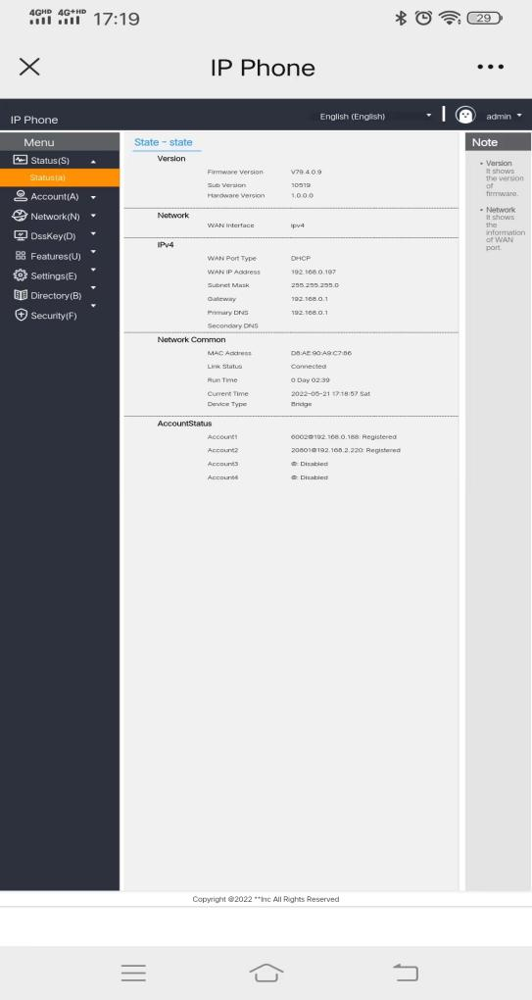 4GHD 4G+HD 17:19 29
IP Phone
IP Phone English (English) admin
Menu
Status(S)
Status(a)
Account(A)
Network(N)
DssKey(D)
Features(U)
Settings(E)
Directory(B)
Security(F)
State - state
Version
Firmware Version V79.4.0.9
Sub Version 10519
Hardware Version 1.0.0.0
Network
WAN Interface ipv4
IPv4
WAN Port Type DHCP
WAN IP Address 192.168.0.197
Subnet Mask 255.255.255.0
Gateway 192.168.0.1
Primary DNS 192.168.0.1
Secondary DNS
Network Common
MAC Address D8:AE:90:A9:C7:86
Link Status Connected
Run Time 0 Day 02:39
Current Time 2022-05-21 17:18:57 Sat
Device Type Bridge
AccountStatus
Account1 6002@192.168.0.188: Registered
Account2 20801@192.168.2.220: Registered
Account3 @: Disabled
Account4 @: Disabled
Note
• Version
It shows
the version
of
firmware.
• Network
It shows
the
information
of WAN
port.
Copyright @2022 **Inc All Rights Reserved